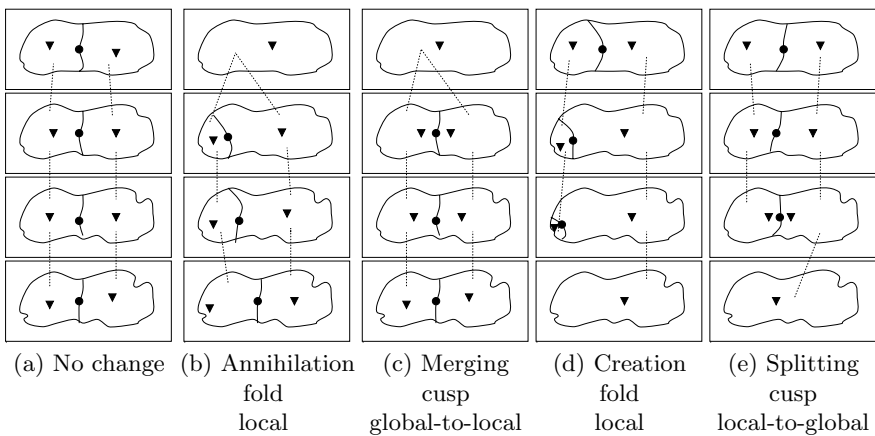 (a) No change (b) Annihilation (c) Merging (d) Creation (e) Splitting
fold cusp fold cusp
local global-to-local local local-to-global